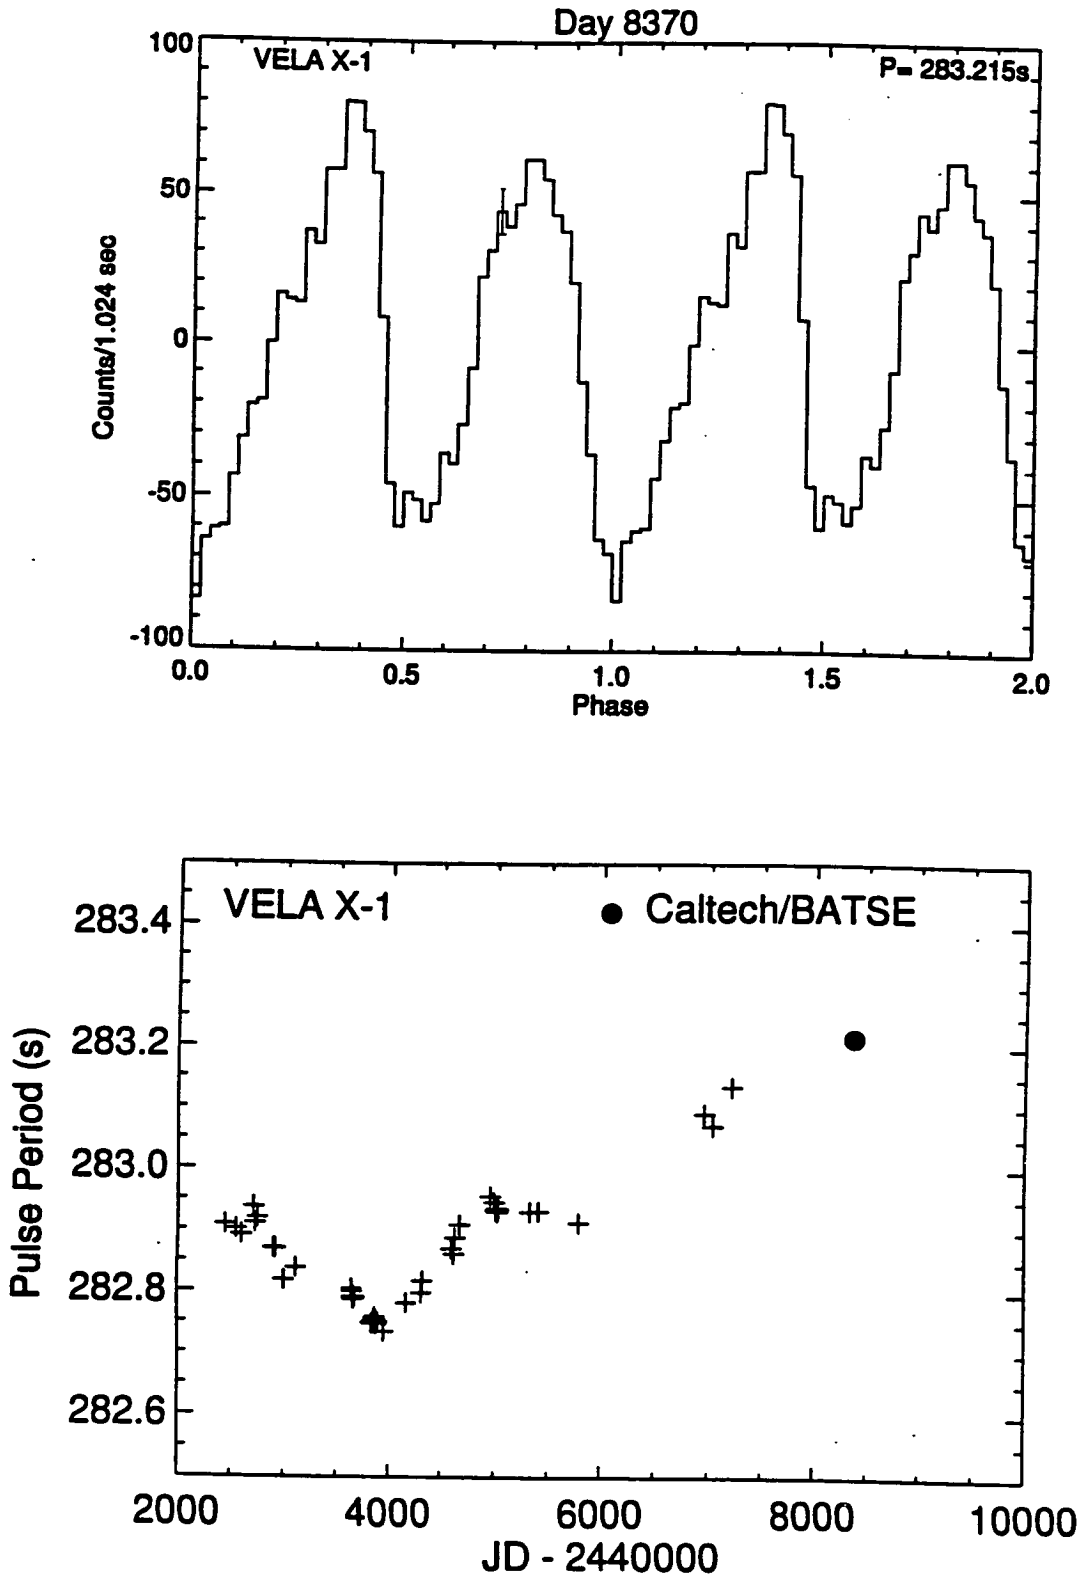 Day 8370
VELA X-1
P= 283.215s
100
50
0
-50
-100
Counts/1.024 sec
0.0 0.5 1.0 1.5 2.0
Phase
VELA X-1
Caltech/BATSE
283.4
283.2
283.0
282.8
282.6
Pulse Period (s)
2000 4000 6000 8000 10000
JD - 2440000